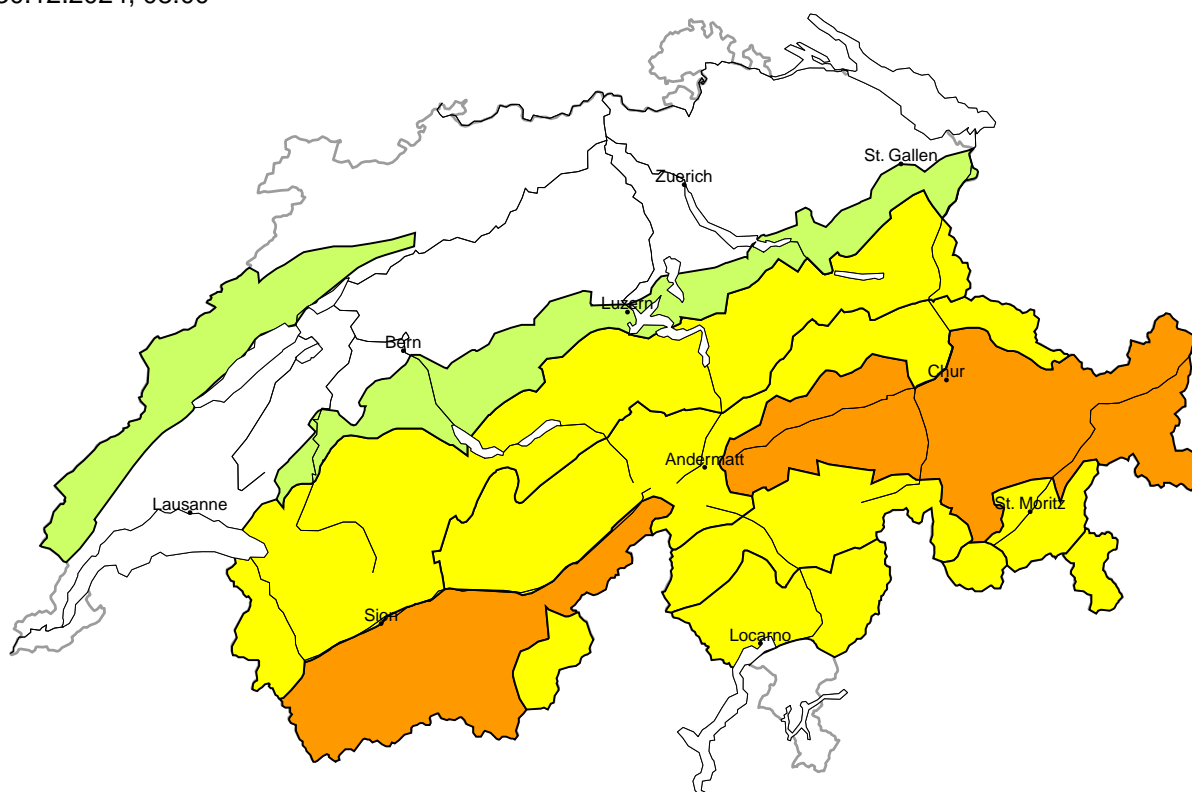 St. Gallen
Zuerich
Luzern
Bern
Chur
Andermatt
Lausanne
St. Moritz
Sion
Locarno